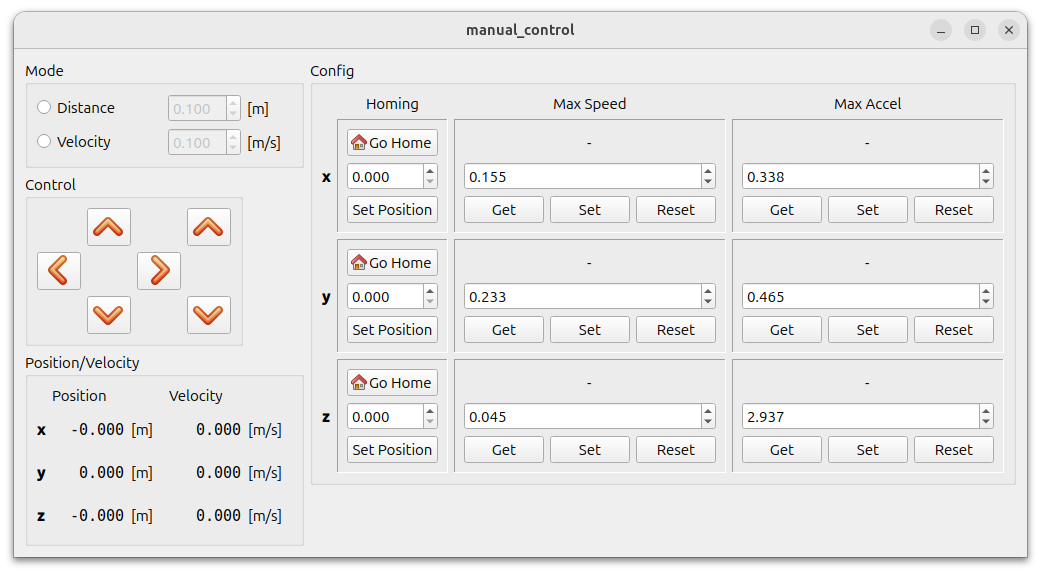 manual_control
Mode
Distance 0.100 [m]
Velocity 0.100 [m/s]
Control
Position/Velocity
Position Velocity
x -0.000 [m] 0.000 [m/s]
y 0.000 [m] 0.000 [m/s]
z -0.000 [m] 0.000 [m/s]
Config
Homing Max Speed Max Accel
Go Home - -
x 0.000 0.155 0.338
Set Position Get Set Reset Get Set Reset
Go Home - -
y 0.000 0.233 0.465
Set Position Get Set Reset Get Set Reset
Go Home - -
z 0.000 0.045 2.937
Set Position Get Set Reset Get Set Reset